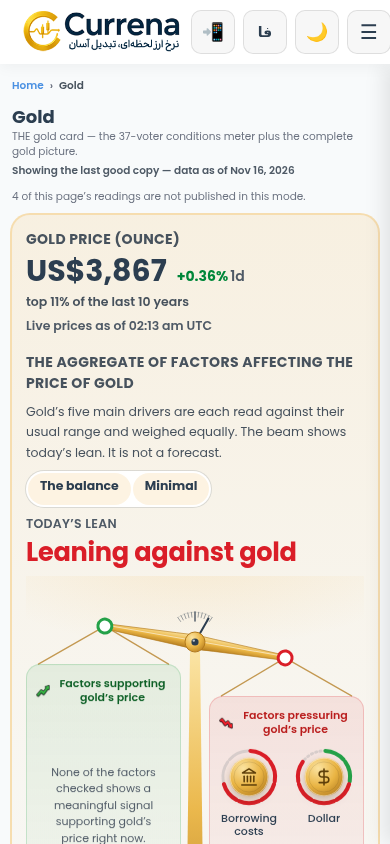 Currena
نرخ ارز لحظه‌ای، تبدیل آسان
فا
Home › Gold
Gold
THE gold card — the 37-voter conditions meter plus the complete
gold picture.
Showing the last good copy — data as of Nov 16, 2026
4 of this page’s readings are not published in this mode.
GOLD PRICE (OUNCE)
US$3,867 +0.36% 1d
top 11% of the last 10 years
Live prices as of 02:13 am UTC
THE AGGREGATE OF FACTORS AFFECTING THE
PRICE OF GOLD
Gold’s five main drivers are each read against their
usual range and weighed equally. The beam shows
today’s lean. It is not a forecast.
The balance Minimal
TODAY’S LEAN
Leaning against gold
Factors supporting
gold’s price
None of the factors
checked shows a
meaningful signal
supporting gold’s
price right now.
Factors pressuring
gold’s price
$
Borrowing
costs
Dollar